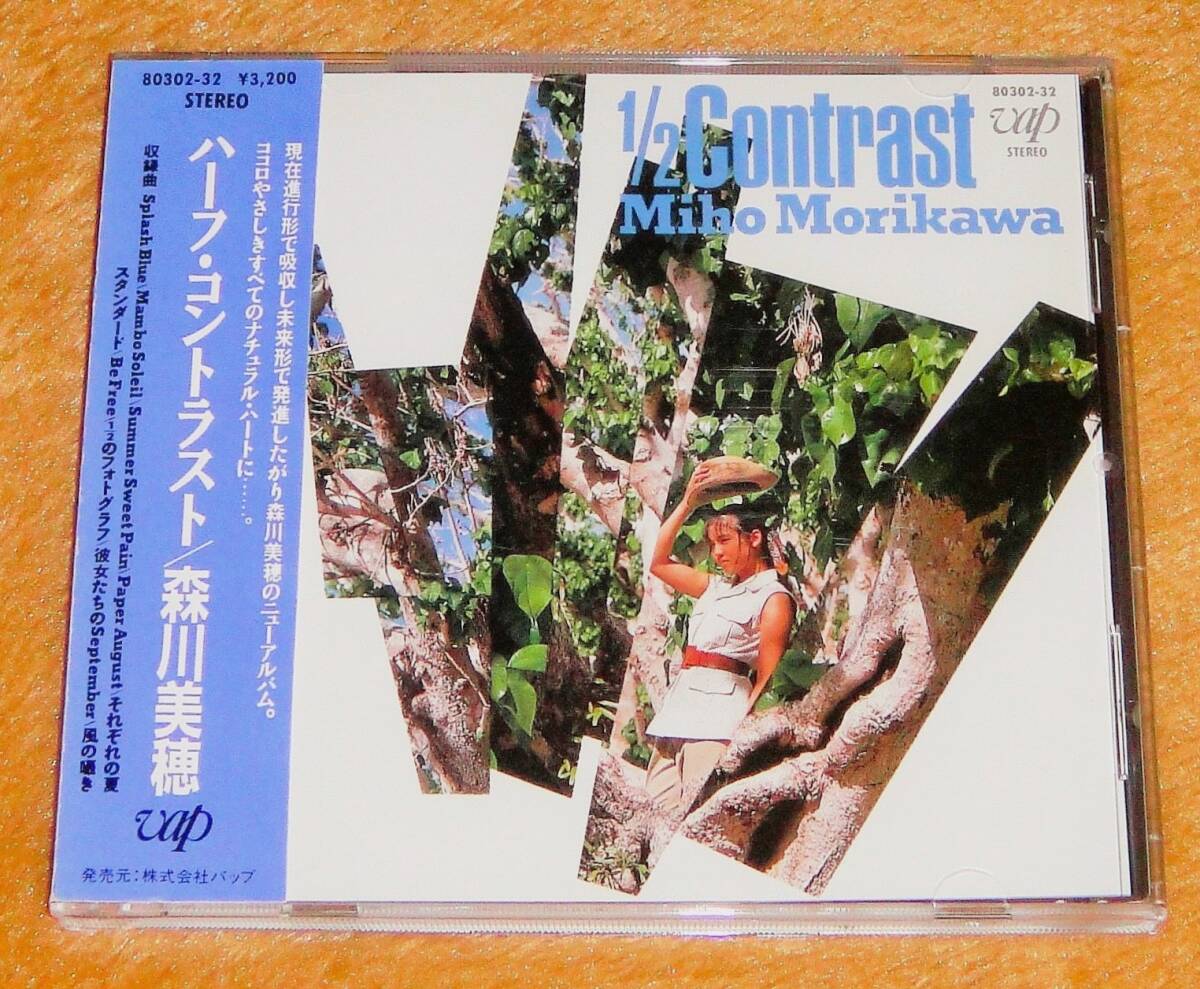 80302-32 ¥3,200
STEREO
現在進行形で吸収し未来形で発進したがり森川美穂のニューアルバム。
ココロやさしきすべてのナチュラル・ハートに……。
ハーフ・コントラスト/森川美穂
収録曲 Splash Blue/Mambo Soleil/Summer Sweet Pain/Paper August/それぞれの夏
スタンダード/Be Free/½のフォトグラフ/彼女たちのSeptember/風の囁き
vap
発売元:株式会社バップ
½Contrast
Miho Morikawa
80302-32
vap
STEREO